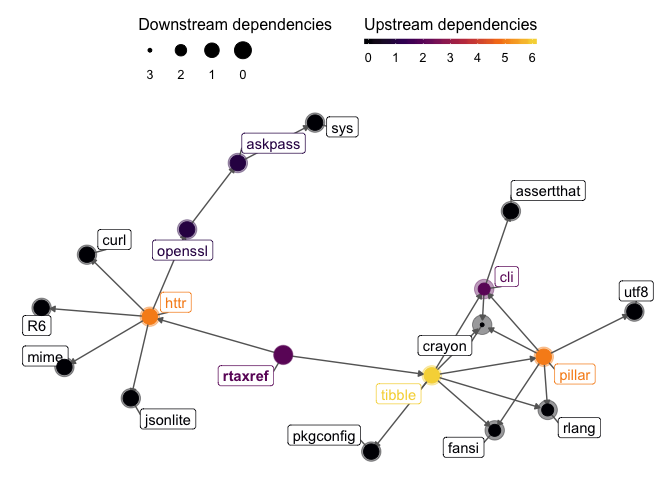 Downstream dependencies
3 2 1 0
Upstream dependencies
0 1 2 3 4 5 6
sys
askpass
assertthat
curl
openssl
cli
utf8
httr
R6
crayon
mime
rtaxref
pillar
tibble
jsonlite
pkgconfig
fansi
rlang